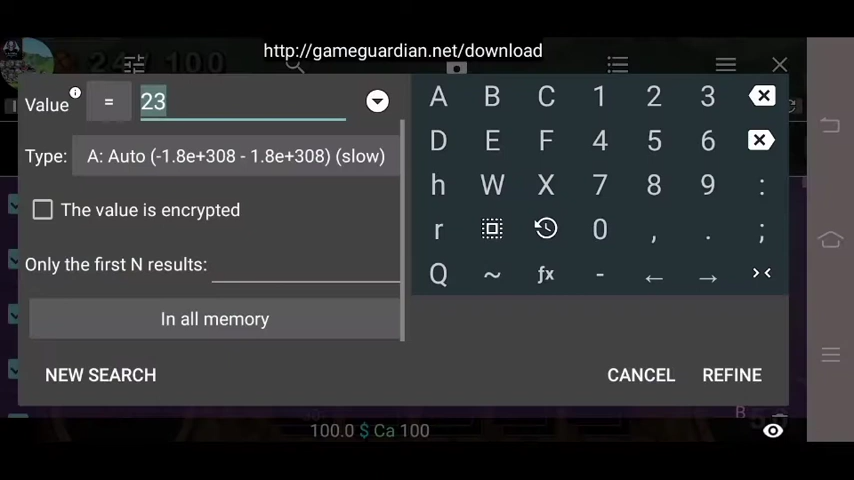 http://gameguardian.net/download
Value = 23
A B C 1 2 3
Type: A: Auto (-1.8e+308 - 1.8e+308) (slow)
D E F 4 5 6
The value is encrypted
h W X 7 8 9 :
r 0 , . ;
Only the first N results:
Q ~ ƒx - ← → ><
In all memory
NEW SEARCH CANCEL REFINE
100.0 $ Ca 100